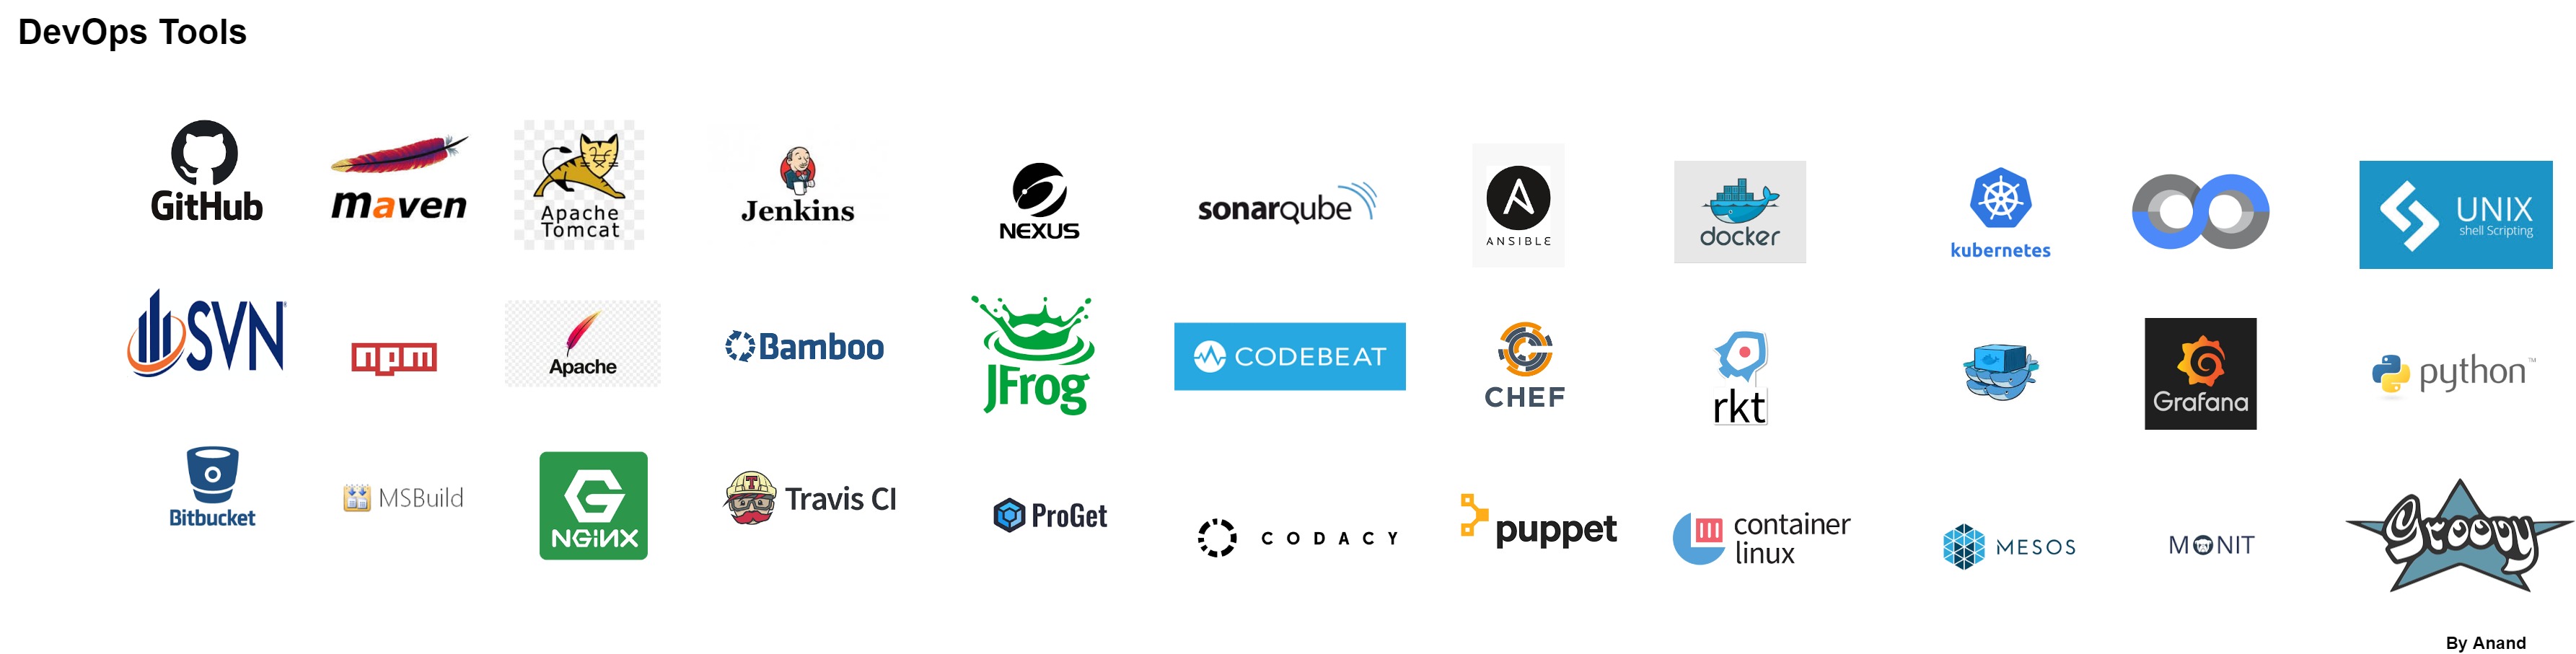 DevOps Tools
GitHub
maven
Apache
Tomcat
Jenkins
NEXUS
sonarqube
ANSIBLE
docker
kubernetes
UNIX
shell Scripting
SVN
npm
Apache
Bamboo
JFrog
CODEBEAT
CHEF
rkt
Grafana
python™
Bitbucket
MSBuild
NGINX
Travis CI
ProGet
CODACY
puppet
container
linux
MESOS
MONIT
Groovy
By Anand